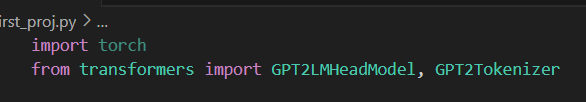 irst_proj.py > ...
import torch
from transformers import GPT2LMHeadModel, GPT2Tokenizer